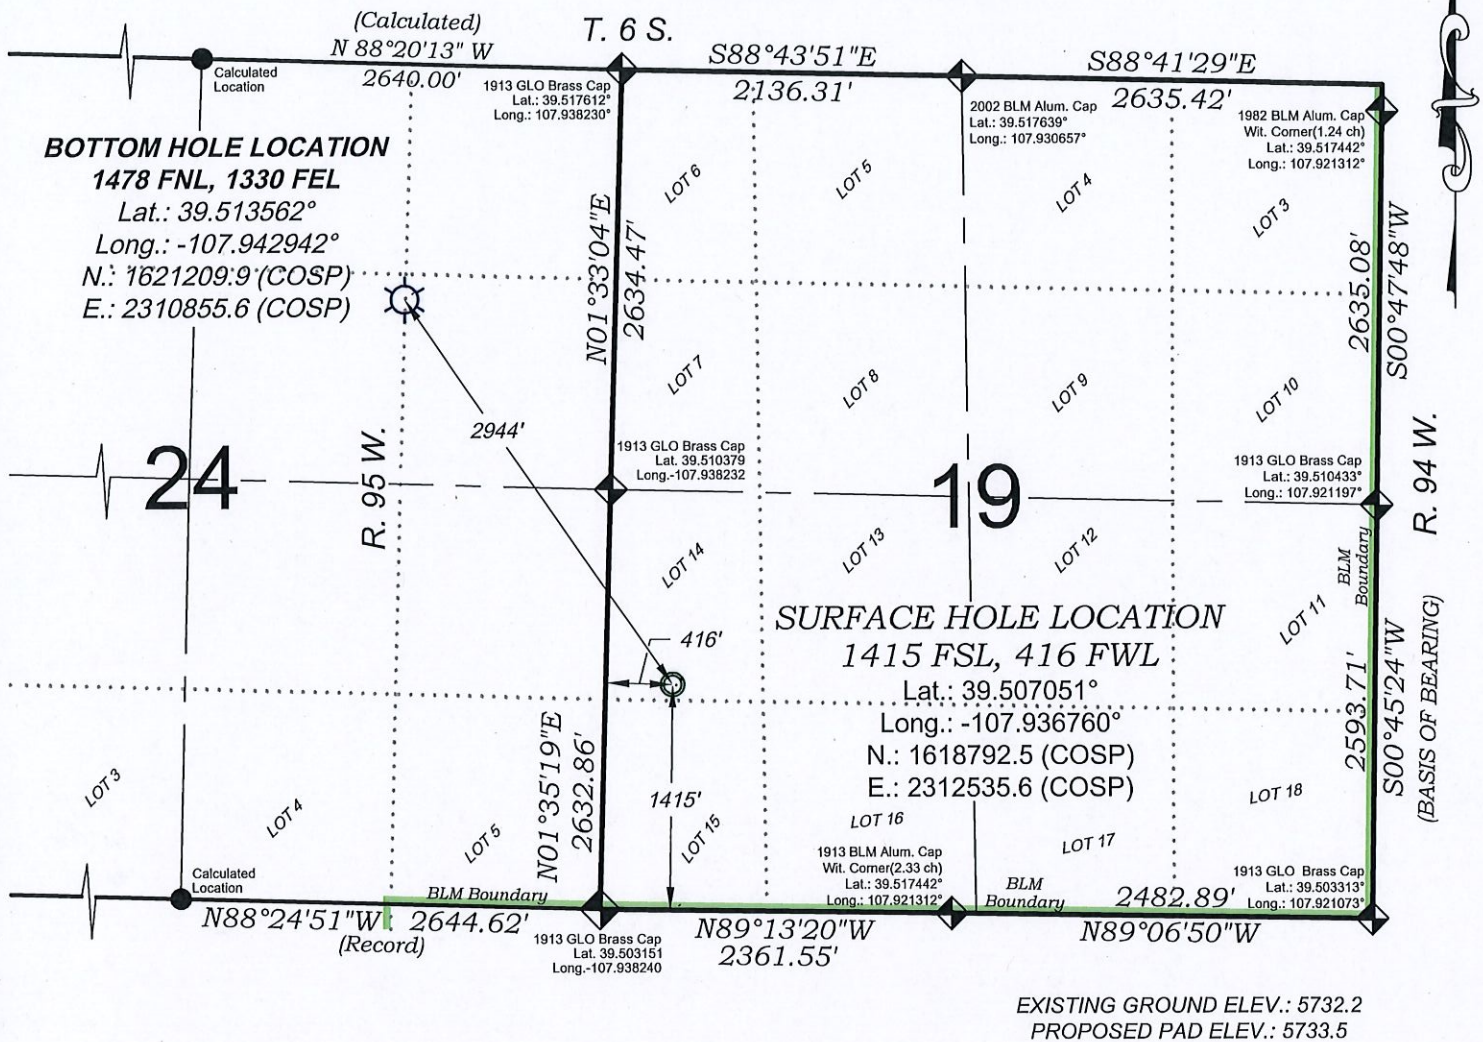 (Calculated)
N 88°20'13" W
2640.00'
T. 6 S.
S88°43'51"E
2136.31'
S88°41'29"E
2635.42'
Calculated
Location
1913 GLO Brass Cap
Lat.: 39.517612°
Long.: 107.938230°
2002 BLM Alum. Cap
Lat.: 39.517639°
Long.: 107.930657°
1982 BLM Alum. Cap
Wit. Corner(1.24 ch)
Lat.: 39.517442°
Long.: 107.921312°
BOTTOM HOLE LOCATION
1478 FNL, 1330 FEL
Lat.: 39.513562°
Long.: -107.942942°
N.: 1621209.9 (COSP)
E.: 2310855.6 (COSP)
LOT 6
LOT 5
LOT 4
LOT 3
N01°33'04"E
2634.47'
2635.08'
S00°47'48"W
LOT 7
LOT 8
LOT 9
LOT 10
2944'
1913 GLO Brass Cap
Lat. 39.510379
Long.-107.938232
1913 GLO Brass Cap
Lat.: 39.510433°
Long.: 107.921197°
24
R. 95 W.
19
R. 94 W.
LOT 14
LOT 13
LOT 12
LOT 11
BLM
Boundary
416'
SURFACE HOLE LOCATION
1415 FSL, 416 FWL
Lat.: 39.507051°
Long.: -107.936760°
N.: 1618792.5 (COSP)
E.: 2312535.6 (COSP)
2593.71'
S00°45'24"W
(BASIS OF BEARING)
N01°35'19"E
2632.86'
1415'
LOT 3
LOT 4
LOT 5
LOT 15
LOT 16
LOT 17
LOT 18
1913 BLM Alum. Cap
Wit. Corner(2.33 ch)
Lat.: 39.517442°
Long.: 107.921312°
1913 GLO Brass Cap
Lat.: 39.503313°
Long.: 107.921073°
Calculated
Location
BLM Boundary
BLM
Boundary
N88°24'51"W
2644.62'
(Record)
1913 GLO Brass Cap
Lat. 39.503151
Long.-107.938240
N89°13'20"W
2361.55'
2482.89'
N89°06'50"W
EXISTING GROUND ELEV.: 5732.2
PROPOSED PAD ELEV.: 5733.5